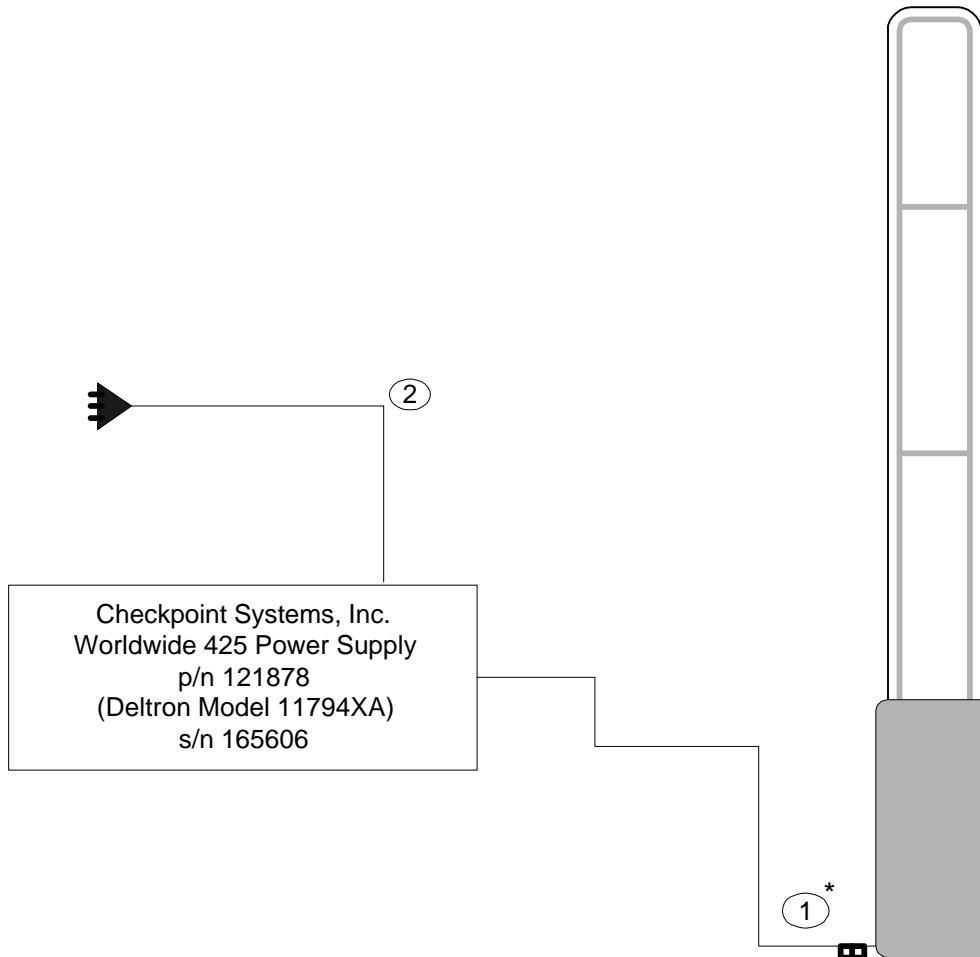 2
Checkpoint Systems, Inc.
Worldwide 425 Power Supply
p/n 121878
(Deltron Model 11794XA)
s/n 165606
1 *